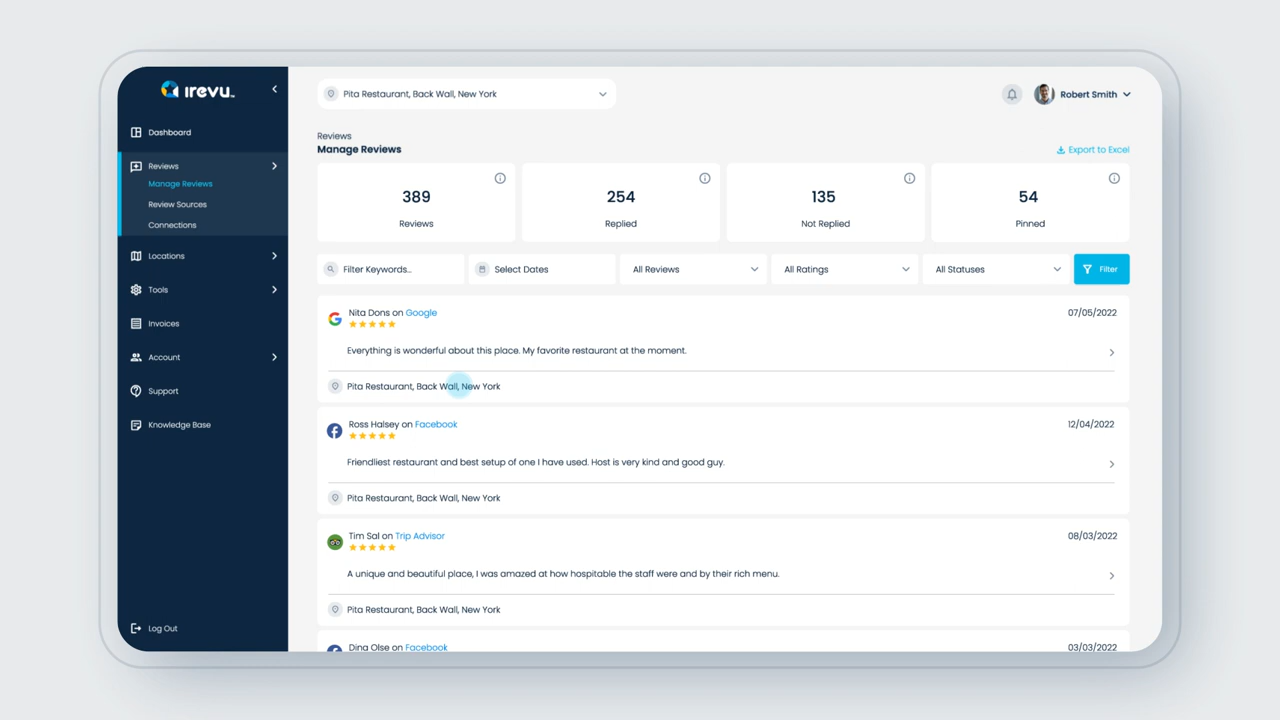 irevu
Pita Restaurant, Back Wall, New York
Robert Smith
Dashboard
Reviews
Manage Reviews
Review Sources
Connections
Locations
Tools
Invoices
Account
Support
Knowledge Base
Log Out
Reviews
Manage Reviews
Export to Excel
389
Reviews
254
Replied
135
Not Replied
54
Pinned
Filter Keywords...
Select Dates
All Reviews
All Ratings
All Statuses
Filter
Nita Dons on Google
07/05/2022
Everything is wonderful about this place. My favorite restaurant at the moment.
Pita Restaurant, Back Wall, New York
Ross Halsey on Facebook
12/04/2022
Friendliest restaurant and best setup of one I have used. Host is very kind and good guy.
Pita Restaurant, Back Wall, New York
Tim Sal on Trip Advisor
08/03/2022
A unique and beautiful place, I was amazed at how hospitable the staff were and by their rich menu.
Pita Restaurant, Back Wall, New York
Dina Olse on Facebook
03/03/2022